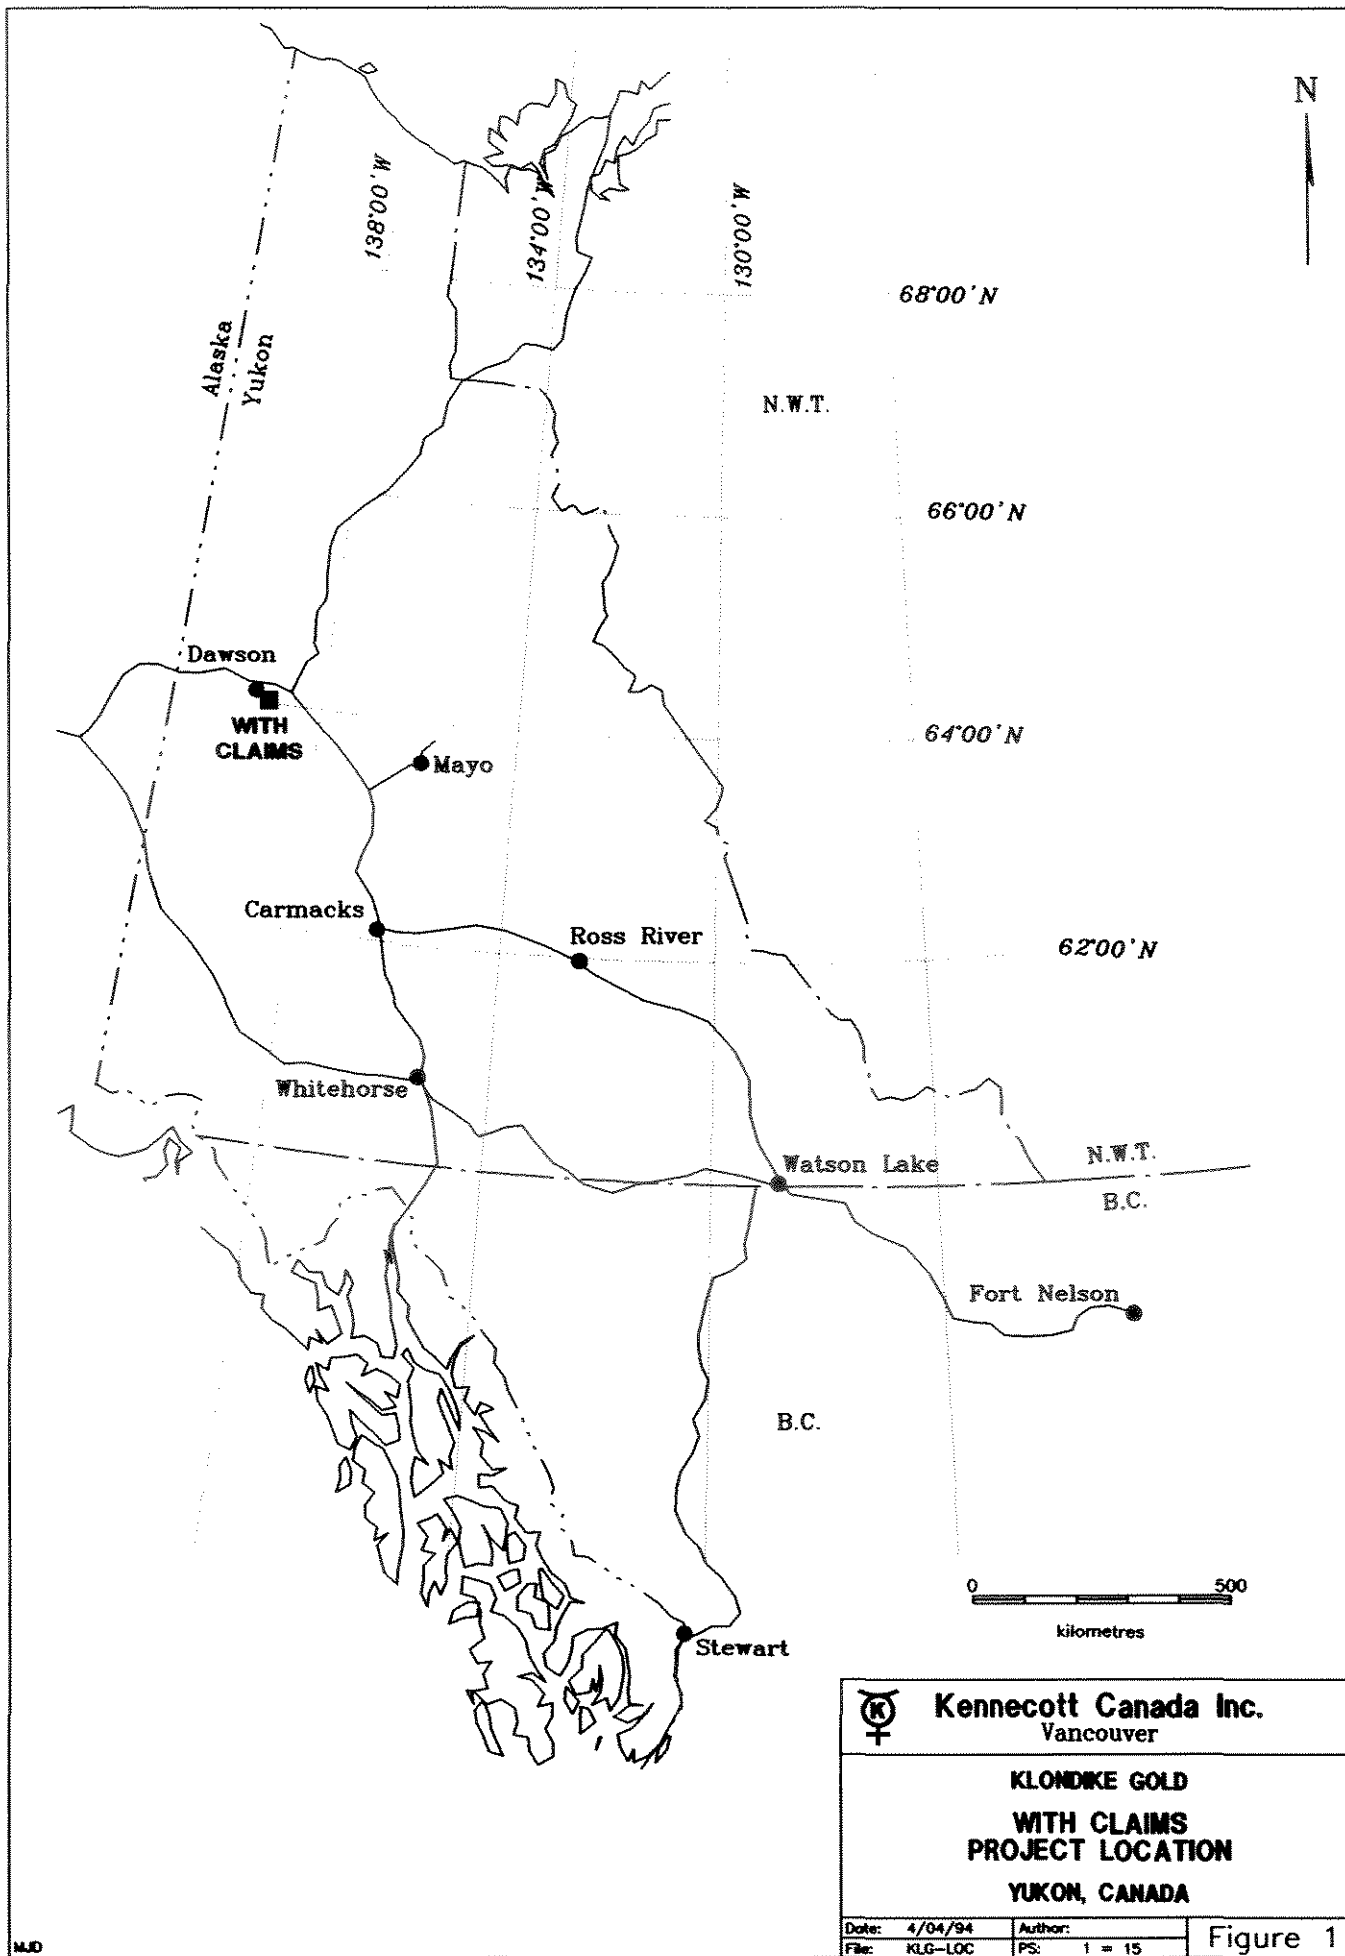 N
138°00'W
134°00'W
130°00'W
68°00'N
Alaska
Yukon
N.W.T.
66°00'N
Dawson
WITH
CLAIMS
64°00'N
Mayo
Carmacks
Ross River
62°00'N
Whitehorse
Watson Lake
N.W.T.
B.C.
Fort Nelson
B.C.
0 500
kilometres
Stewart
K
Kennecott Canada Inc.
Vancouver
KLONDIKE GOLD
WITH CLAIMS
PROJECT LOCATION
YUKON, CANADA
Date: 4/04/94 Author:
File: KLG-LOC PS: 1 = 15
Figure 1
MJD